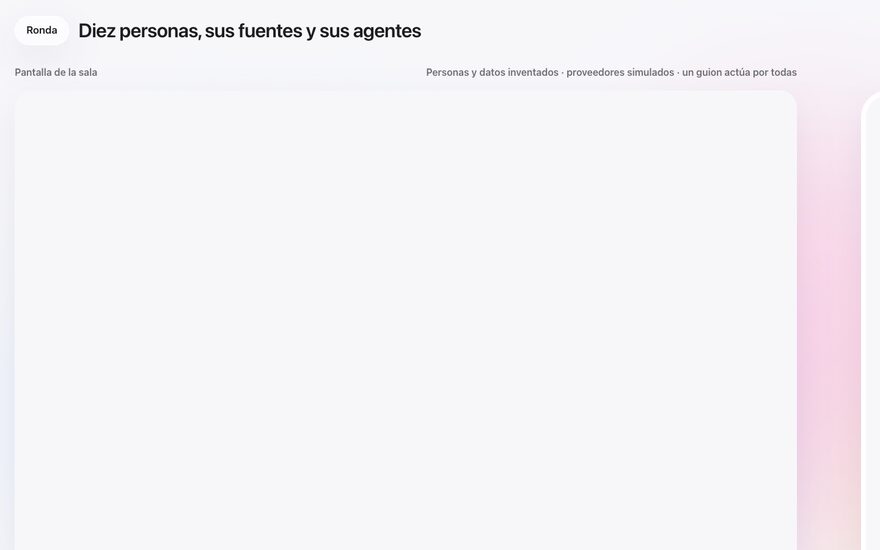 Ronda
Diez personas, sus fuentes y sus agentes
Pantalla de la sala
Personas y datos inventados · proveedores simulados · un guion actúa por todas